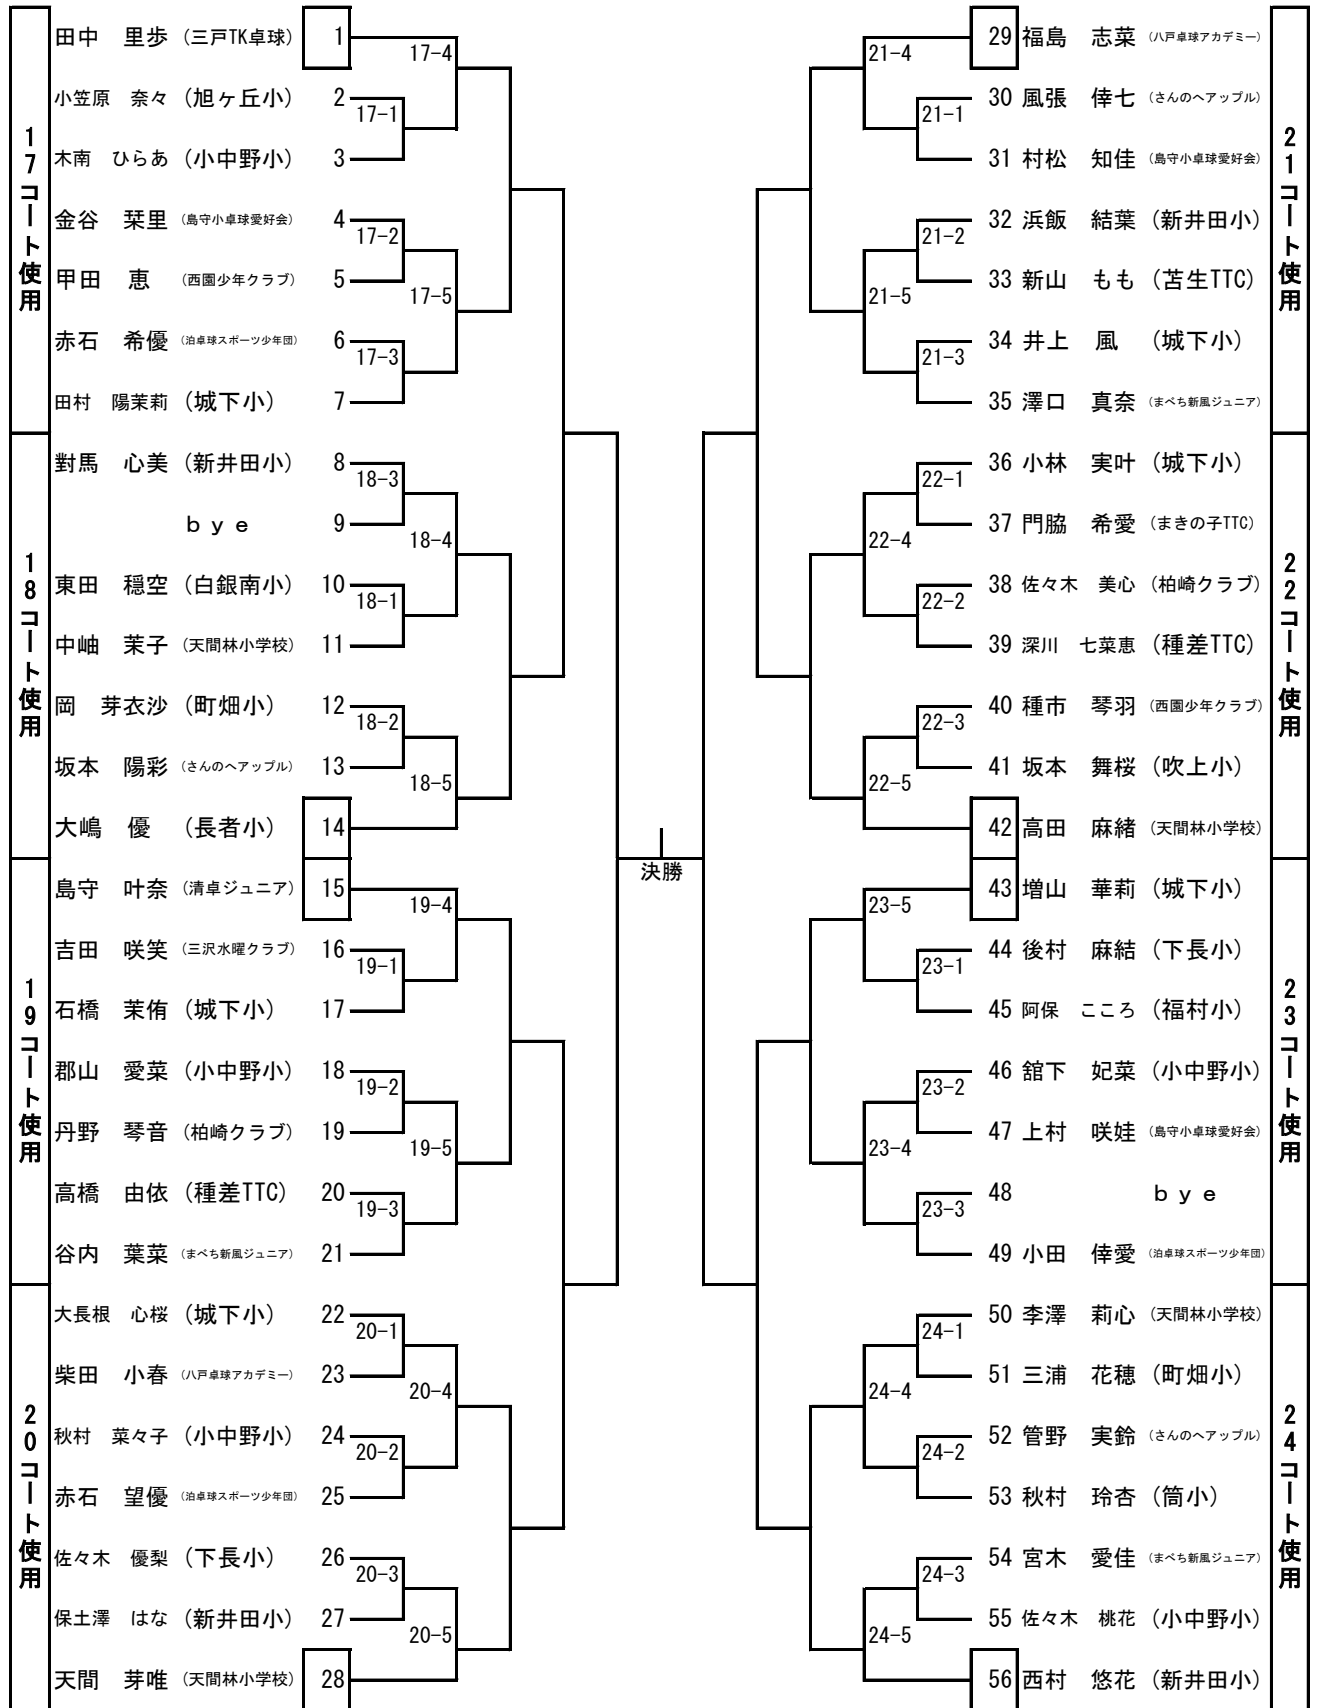 17コート使用
田中　里歩 (三戸TK卓球) 1
17-4
小笠原　奈々 (旭ヶ丘小) 2
17-1
木南　ひらあ (小中野小) 3
金谷　栞里 (島守小卓球愛好会) 4
17-2
甲田　恵 (西園少年クラブ) 5
17-5
赤石　希優 (泊卓球スポーツ少年団) 6
17-3
田村　陽茉莉 (城下小) 7
18コート使用
對馬　心美 (新井田小) 8
18-3
ｂｙｅ 9
18-4
東田　穏空 (白銀南小) 10
18-1
中岫　茉子 (天間林小学校) 11
岡　芽衣沙 (町畑小) 12
18-2
坂本　陽彩 (さんのへアップル) 13
18-5
大嶋　優 (長者小) 14
19コート使用
島守　叶奈 (清卓ジュニア) 15
19-4
吉田　咲笑 (三沢水曜クラブ) 16
19-1
石橋　茉侑 (城下小) 17
郡山　愛菜 (小中野小) 18
19-2
丹野　琴音 (柏崎クラブ) 19
19-5
高橋　由依 (種差TTC) 20
19-3
谷内　葉菜 (まべち新風ジュニア) 21
20コート使用
大長根　心桜 (城下小) 22
20-1
柴田　小春 (八戸卓球アカデミー) 23
20-4
秋村　菜々子 (小中野小) 24
20-2
赤石　望優 (泊卓球スポーツ少年団) 25
佐々木　優梨 (下長小) 26
20-3
保土澤　はな (新井田小) 27
20-5
天間　芽唯 (天間林小学校) 28
決勝
21コート使用
29 福島　志菜 (八戸卓球アカデミー)
21-4
30 風張　倖七 (さんのへアップル)
21-1
31 村松　知佳 (島守小卓球愛好会)
32 浜飯　結葉 (新井田小)
21-2
33 新山　もも (苫生TTC)
21-5
34 井上　風 (城下小)
21-3
35 澤口　真奈 (まべち新風ジュニア)
22コート使用
36 小林　実叶 (城下小)
22-1
37 門脇　希愛 (まきの子TTC)
22-4
38 佐々木　美心 (柏崎クラブ)
22-2
39 深川　七菜恵 (種差TTC)
40 種市　琴羽 (西園少年クラブ)
22-3
41 坂本　舞桜 (吹上小)
22-5
42 高田　麻緒 (天間林小学校)
23コート使用
43 増山　華莉 (城下小)
23-5
44 後村　麻結 (下長小)
23-1
45 阿保　こころ (福村小)
46 舘下　妃菜 (小中野小)
23-2
47 上村　咲娃 (島守小卓球愛好会)
23-4
48 ｂｙｅ
23-3
49 小田　倖愛 (泊卓球スポーツ少年団)
24コート使用
50 李澤　莉心 (天間林小学校)
24-1
51 三浦　花穂 (町畑小)
24-4
52 管野　実鈴 (さんのへアップル)
24-2
53 秋村　玲杏 (筒小)
54 宮木　愛佳 (まべち新風ジュニア)
24-3
55 佐々木　桃花 (小中野小)
24-5
56 西村　悠花 (新井田小)